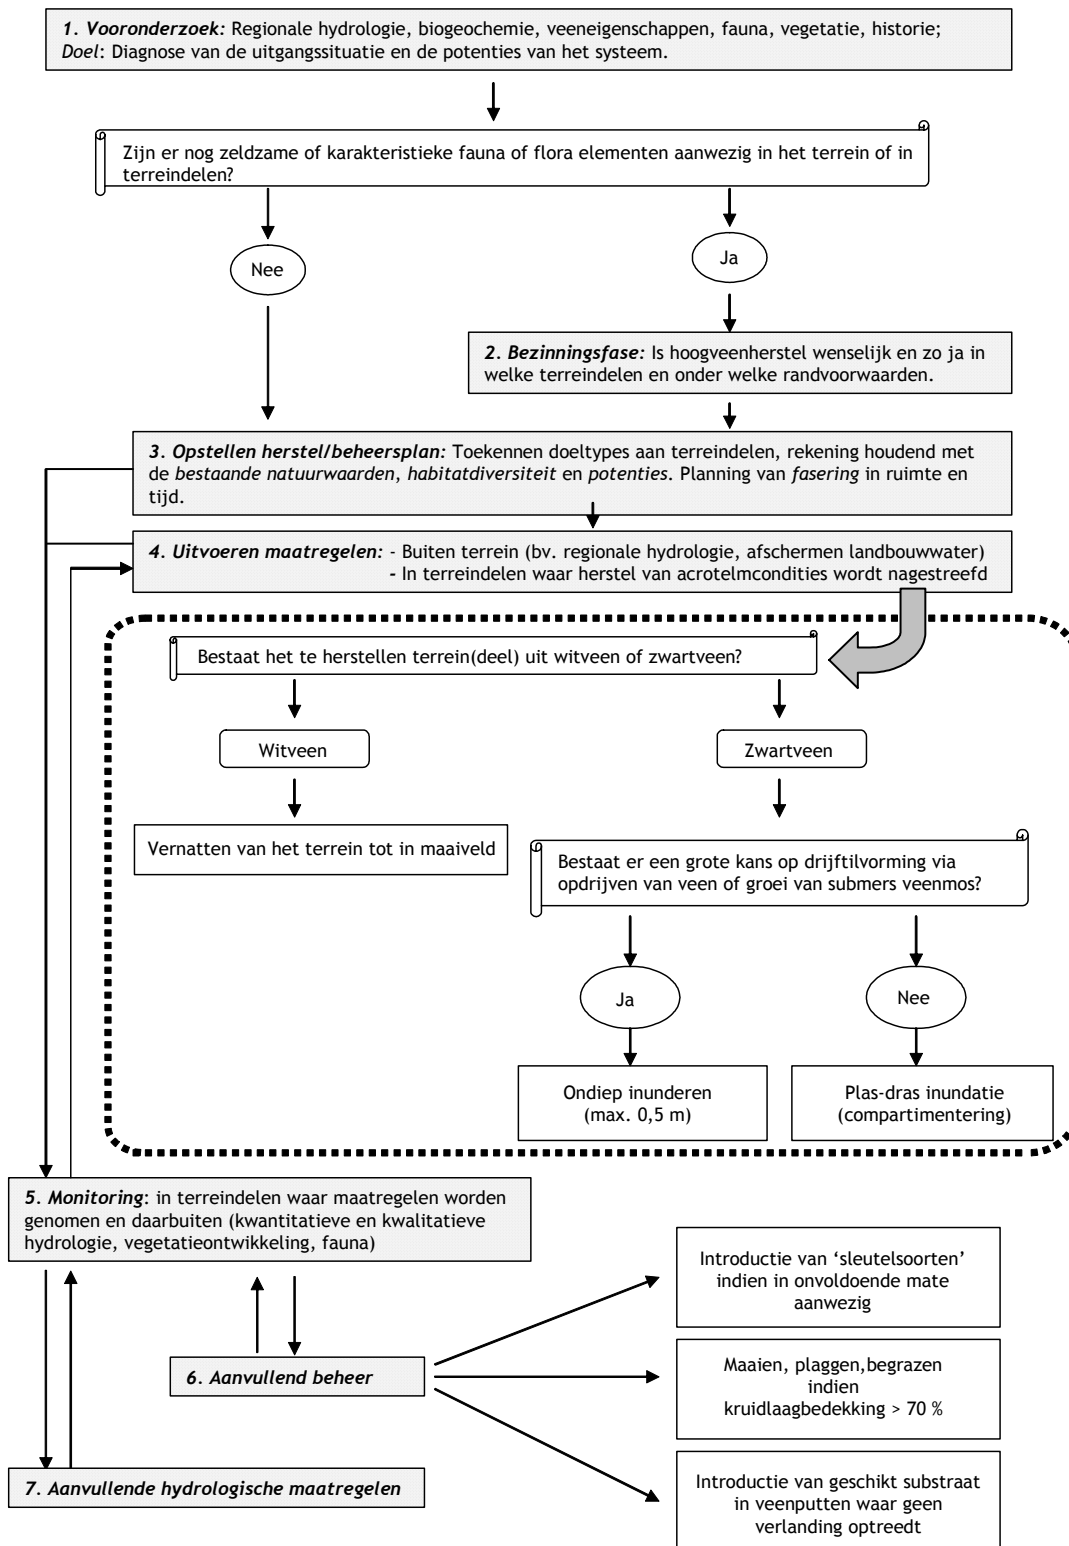 1. Vooronderzoek: Regionale hydrologie, biogeochemie, veeneigenschappen, fauna, vegetatie, historie;
Doel: Diagnose van de uitgangssituatie en de potenties van het systeem.
Zijn er nog zeldzame of karakteristieke fauna of flora elementen aanwezig in het terrein of in
terreindelen?
Nee
Ja
2. Bezinningsfase: Is hoogveenherstel wenselijk en zo ja in
welke terreindelen en onder welke randvoorwaarden.
3. Opstellen herstel/beheersplan: Toekennen doeltypes aan terreindelen, rekening houdend met
de bestaande natuurwaarden, habitatdiversiteit en potenties. Planning van fasering in ruimte en
tijd.
4. Uitvoeren maatregelen: - Buiten terrein (bv. regionale hydrologie, afschermen landbouwwater)
- In terreindelen waar herstel van acrotelmcondities wordt nagestreefd
Bestaat het te herstellen terrein(deel) uit witveen of zwartveen?
Witveen
Zwartveen
Vernatten van het terrein tot in maaiveld
Bestaat er een grote kans op drijftilvorming via
opdrijven van veen of groei van submers veenmos?
Ja
Nee
Ondiep inunderen
(max. 0,5 m)
Plas-dras inundatie
(compartimentering)
5. Monitoring: in terreindelen waar maatregelen worden
genomen en daarbuiten (kwantitatieve en kwalitatieve
hydrologie, vegetatieontwikkeling, fauna)
Introductie van ‘sleutelsoorten’
indien in onvoldoende mate
aanwezig
6. Aanvullend beheer
Maaien, plaggen,begrazen
indien
kruidlaagbedekking > 70 %
7. Aanvullende hydrologische maatregelen
Introductie van geschikt substraat
in veenputten waar geen
verlanding optreedt